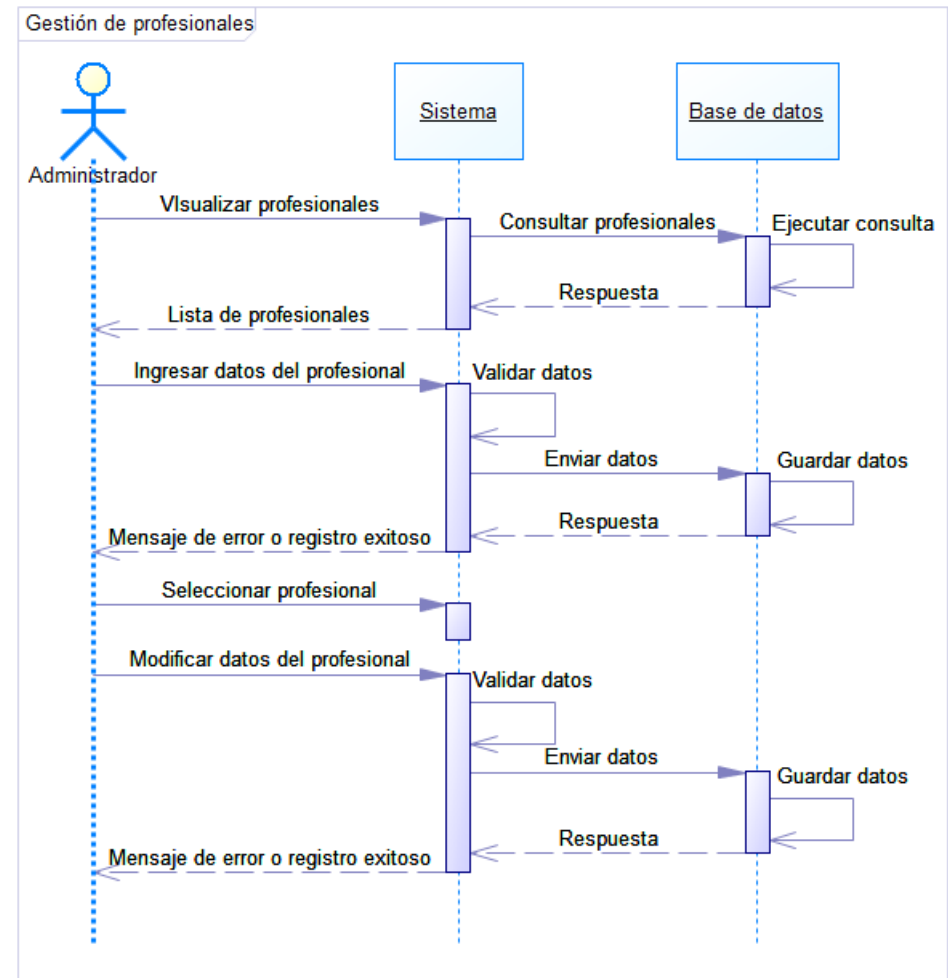 Gestión de profesionales
Sistema
Base de datos
Administrador
VIsualizar profesionales
Consultar profesionales
Ejecutar consulta
Respuesta
Lista de profesionales
Ingresar datos del profesional
Validar datos
Enviar datos
Guardar datos
Respuesta
Mensaje de error o registro exitoso
Seleccionar profesional
Modificar datos del profesional
Validar datos
Enviar datos
Guardar datos
Respuesta
Mensaje de error o registro exitoso